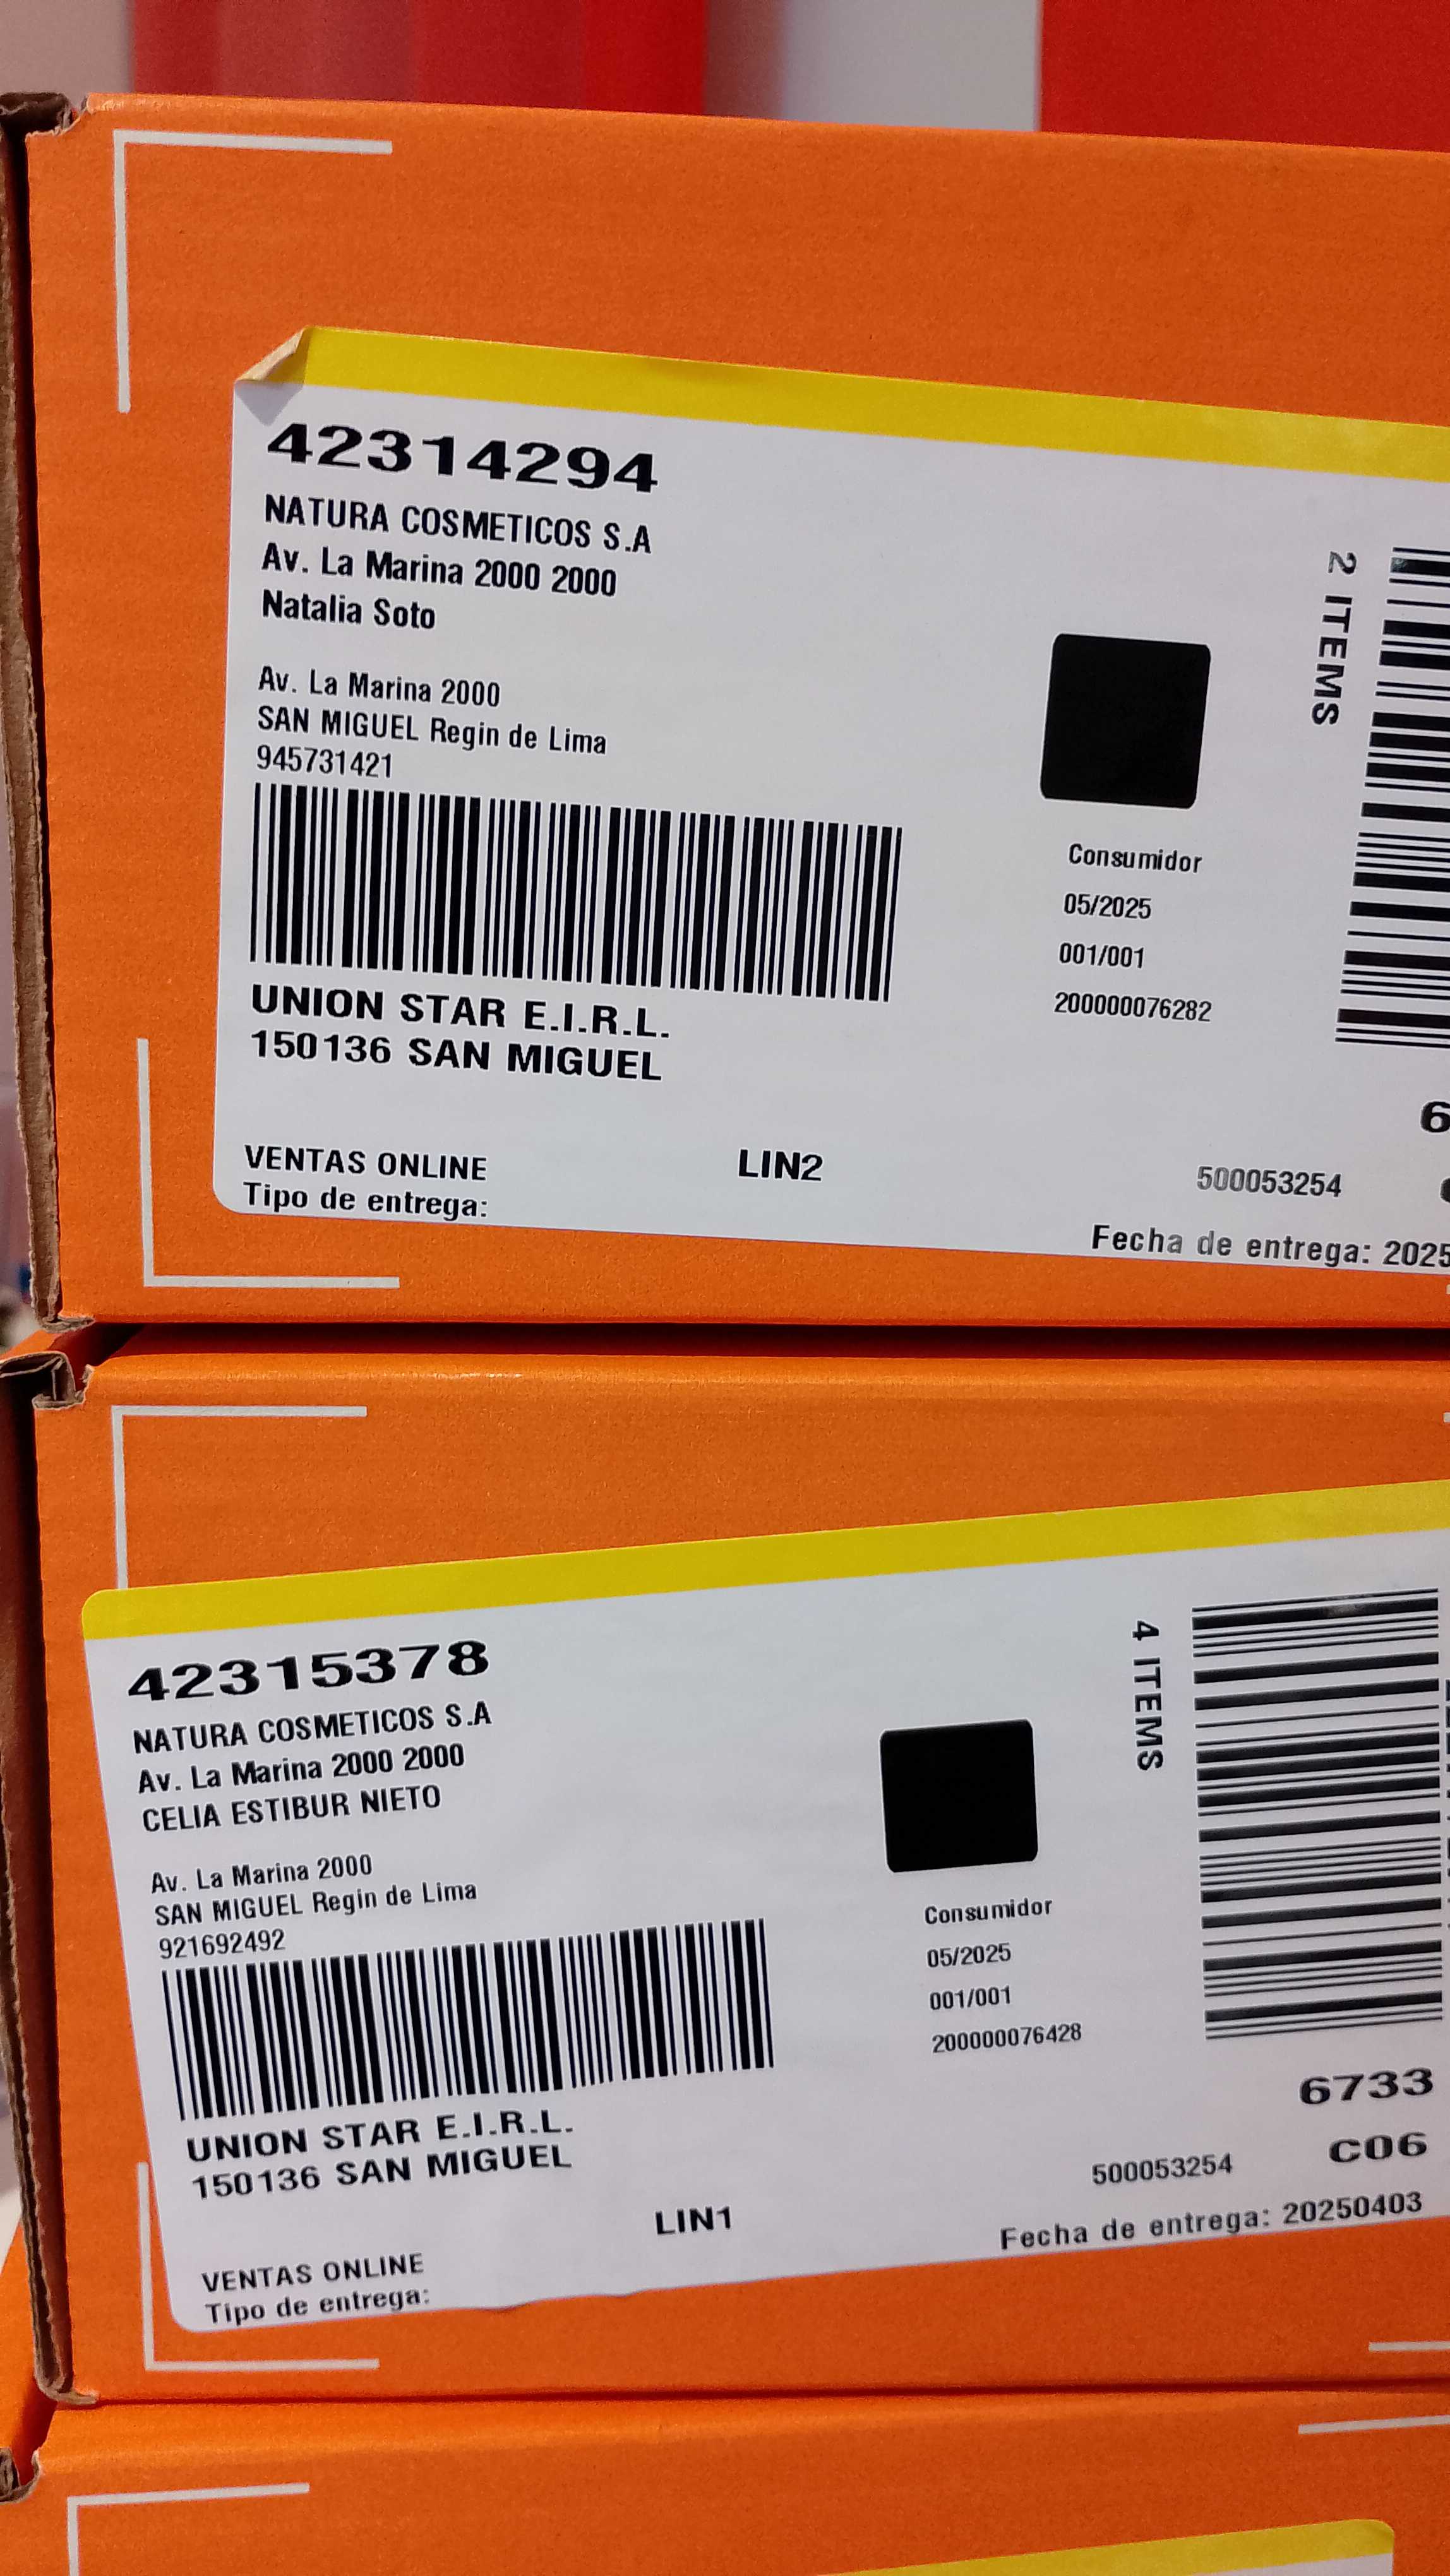 42314294
NATURA COSMETICOS S.A
Av. La Marina 2000 2000
Natalia Soto
Av. La Marina 2000
SAN MIGUEL Regin de Lima
945731421
UNION STAR E.I.R.L.
150136 SAN MIGUEL
VENTAS ONLINE
Tipo de entrega:
LIN2
Consumidor
05/2025
001/001
200000076282
2 ITEMS
6
500053254
Fecha de entrega: 2025
42315378
NATURA COSMETICOS S.A
Av. La Marina 2000 2000
CELIA ESTIBUR NIETO
Av. La Marina 2000
SAN MIGUEL Regin de Lima
921692492
UNION STAR E.I.R.L.
150136 SAN MIGUEL
VENTAS ONLINE
Tipo de entrega:
LIN1
Consumidor
05/2025
001/001
200000076428
4 ITEMS
6733
C06
500053254
Fecha de entrega: 20250403